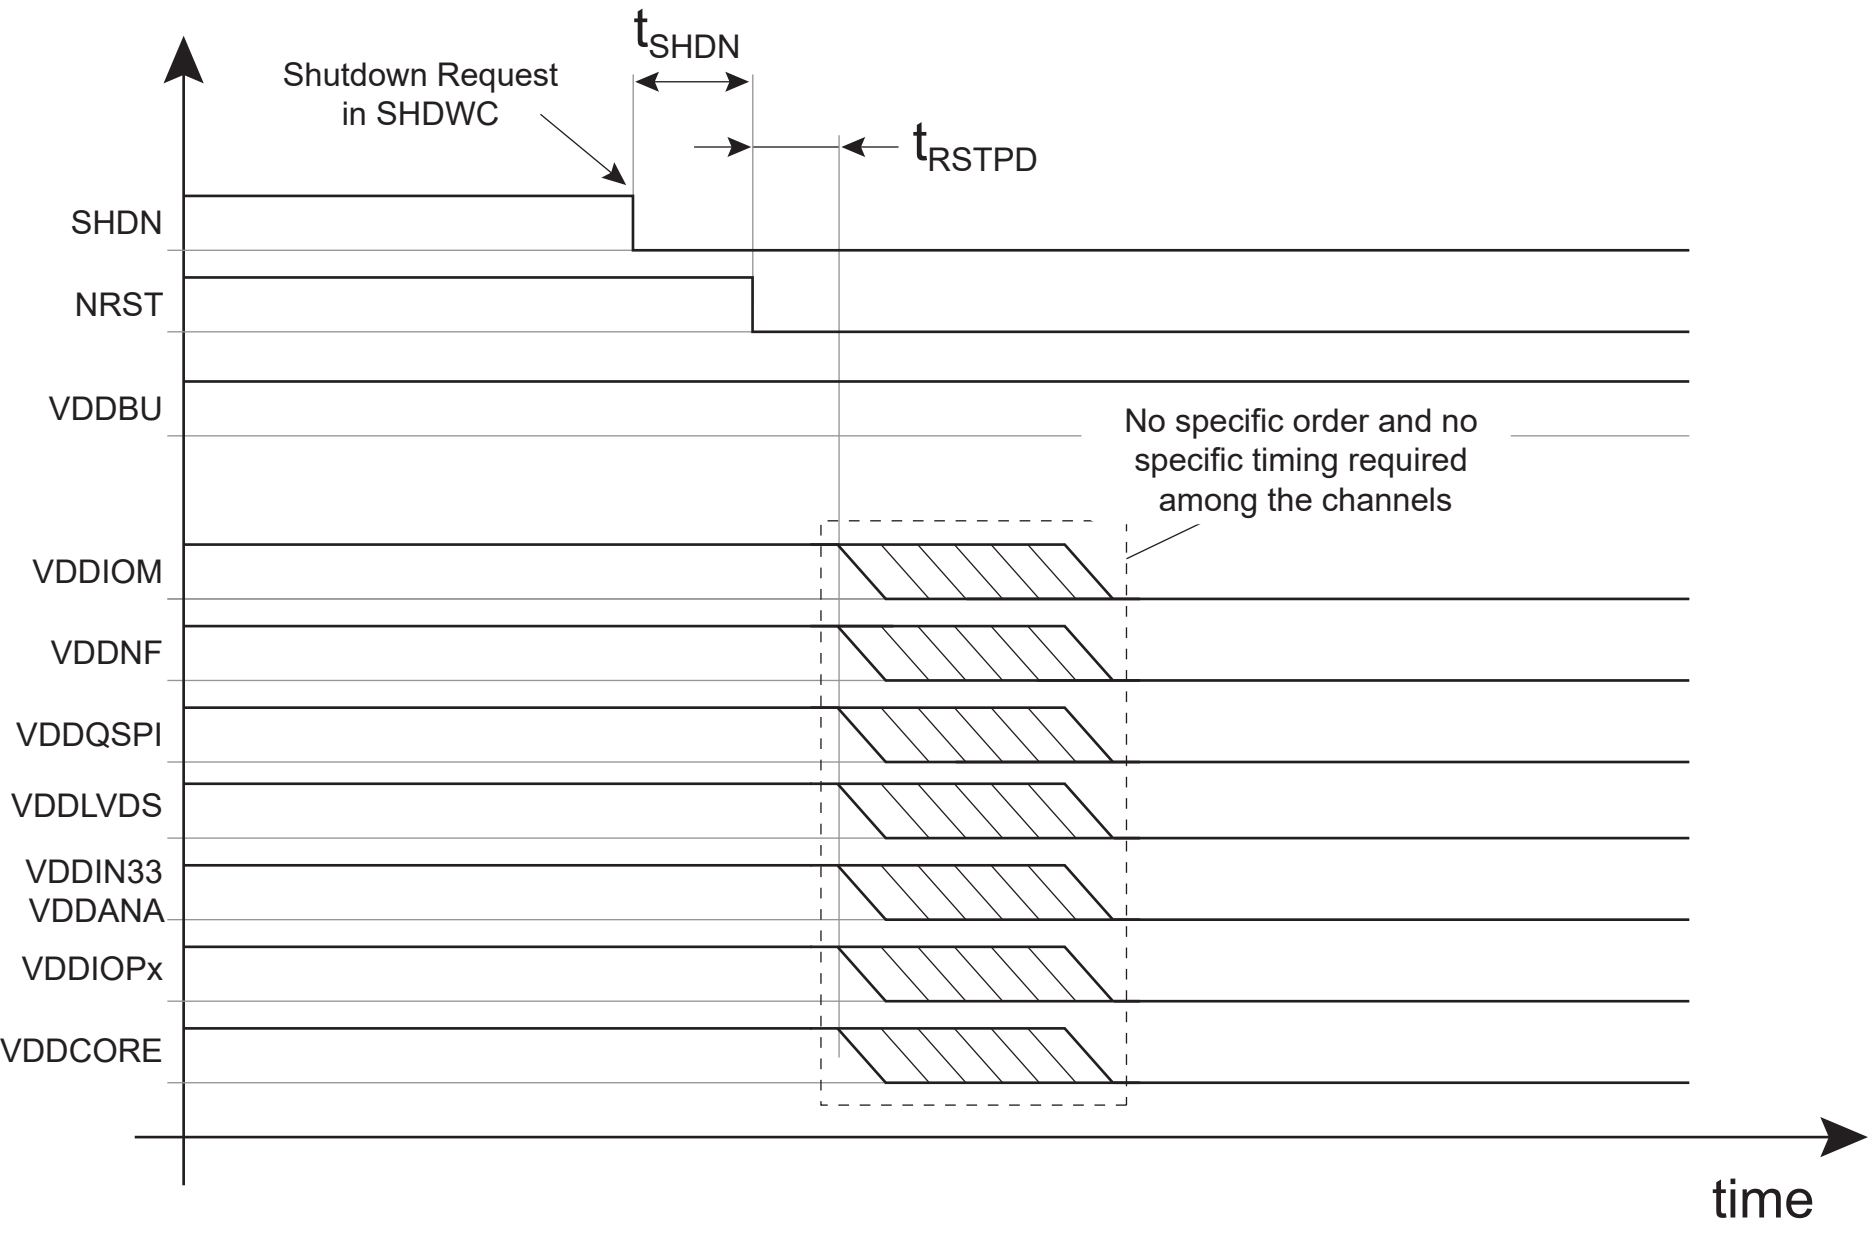 tSHDN
Shutdown Request
in SHDWC
tRSTPD
SHDN
NRST
VDDBU
No specific order and no
specific timing required
among the channels
VDDIOM
VDDNF
VDDQSPI
VDDLVDS
VDDIN33
VDDANA
VDDIOPx
VDDCORE
time